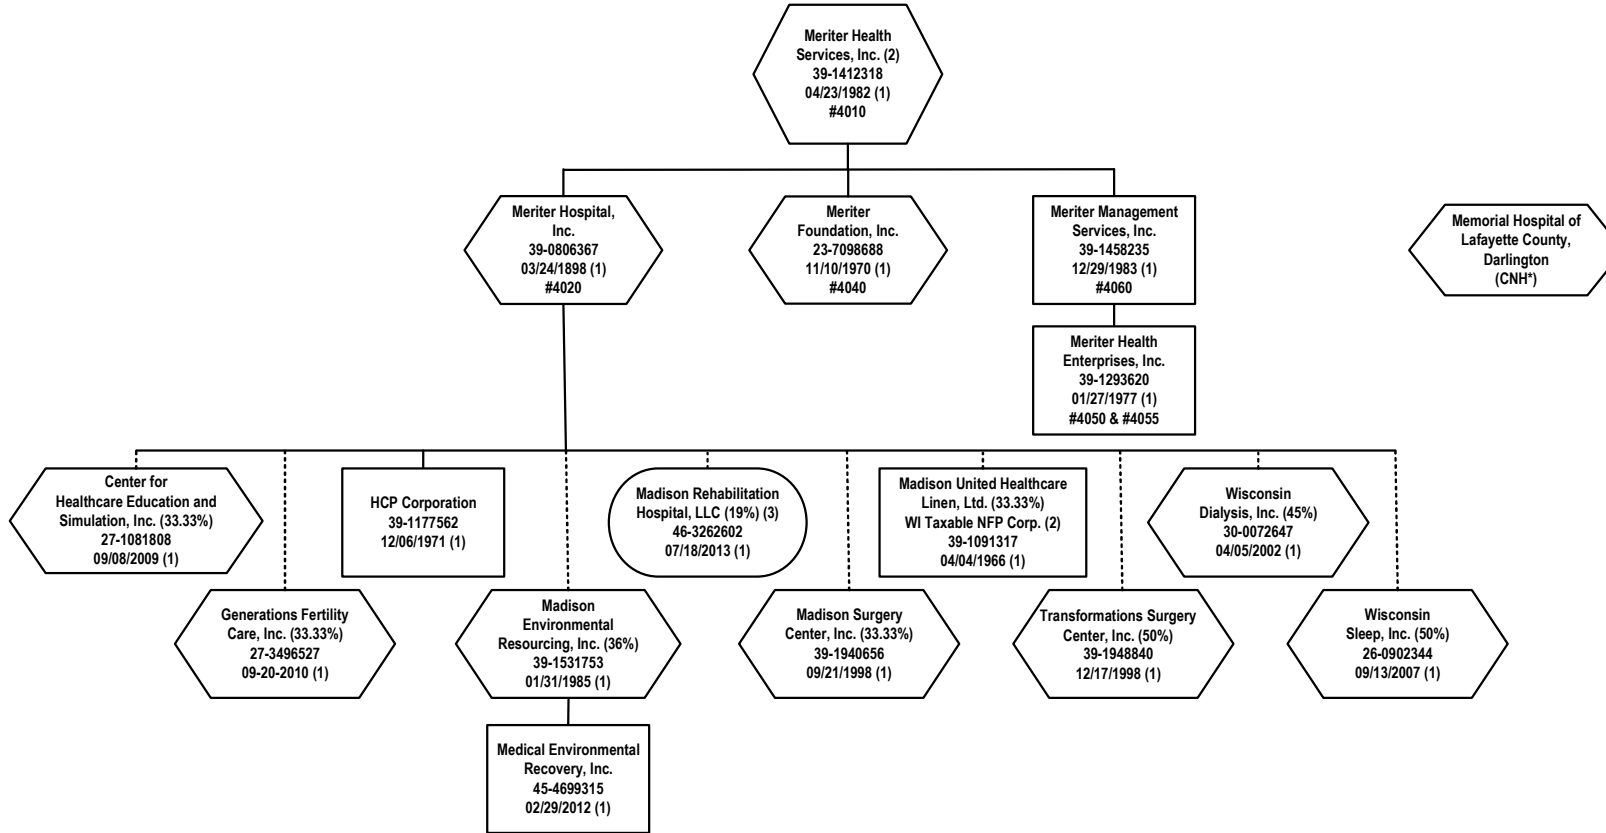 Meriter Health
Services, Inc. (2)
39-1412318
04/23/1982 (1)
#4010
Meriter Hospital,
Inc.
39-0806367
03/24/1898 (1)
#4020
Meriter
Foundation, Inc.
23-7098688
11/10/1970 (1)
#4040
Meriter Management
Services, Inc.
39-1458235
12/29/1983 (1)
#4060
Memorial Hospital of
Lafayette County,
Darlington
(CNH*)
Meriter Health
Enterprises, Inc.
39-1293620
01/27/1977 (1)
#4050 & #4055
Center for
Healthcare Education and
Simulation, Inc. (33.33%)
27-1081808
09/08/2009 (1)
HCP Corporation
39-1177562
12/06/1971 (1)
Madison Rehabilitation
Hospital, LLC (19%) (3)
46-3262602
07/18/2013 (1)
Madison United Healthcare
Linen, Ltd. (33.33%)
WI Taxable NFP Corp. (2)
39-1091317
04/04/1966 (1)
Wisconsin
Dialysis, Inc. (45%)
30-0072647
04/05/2002 (1)
Generations Fertility
Care, Inc. (33.33%)
27-3496527
09-20-2010 (1)
Madison
Environmental
Resourcing, Inc. (36%)
39-1531753
01/31/1985 (1)
Madison Surgery
Center, Inc. (33.33%)
39-1940656
09/21/1998 (1)
Transformations Surgery
Center, Inc. (50%)
39-1948840
12/17/1998 (1)
Wisconsin
Sleep, Inc. (50%)
26-0902344
09/13/2007 (1)
Medical Environmental
Recovery, Inc.
45-4699315
02/29/2012 (1)